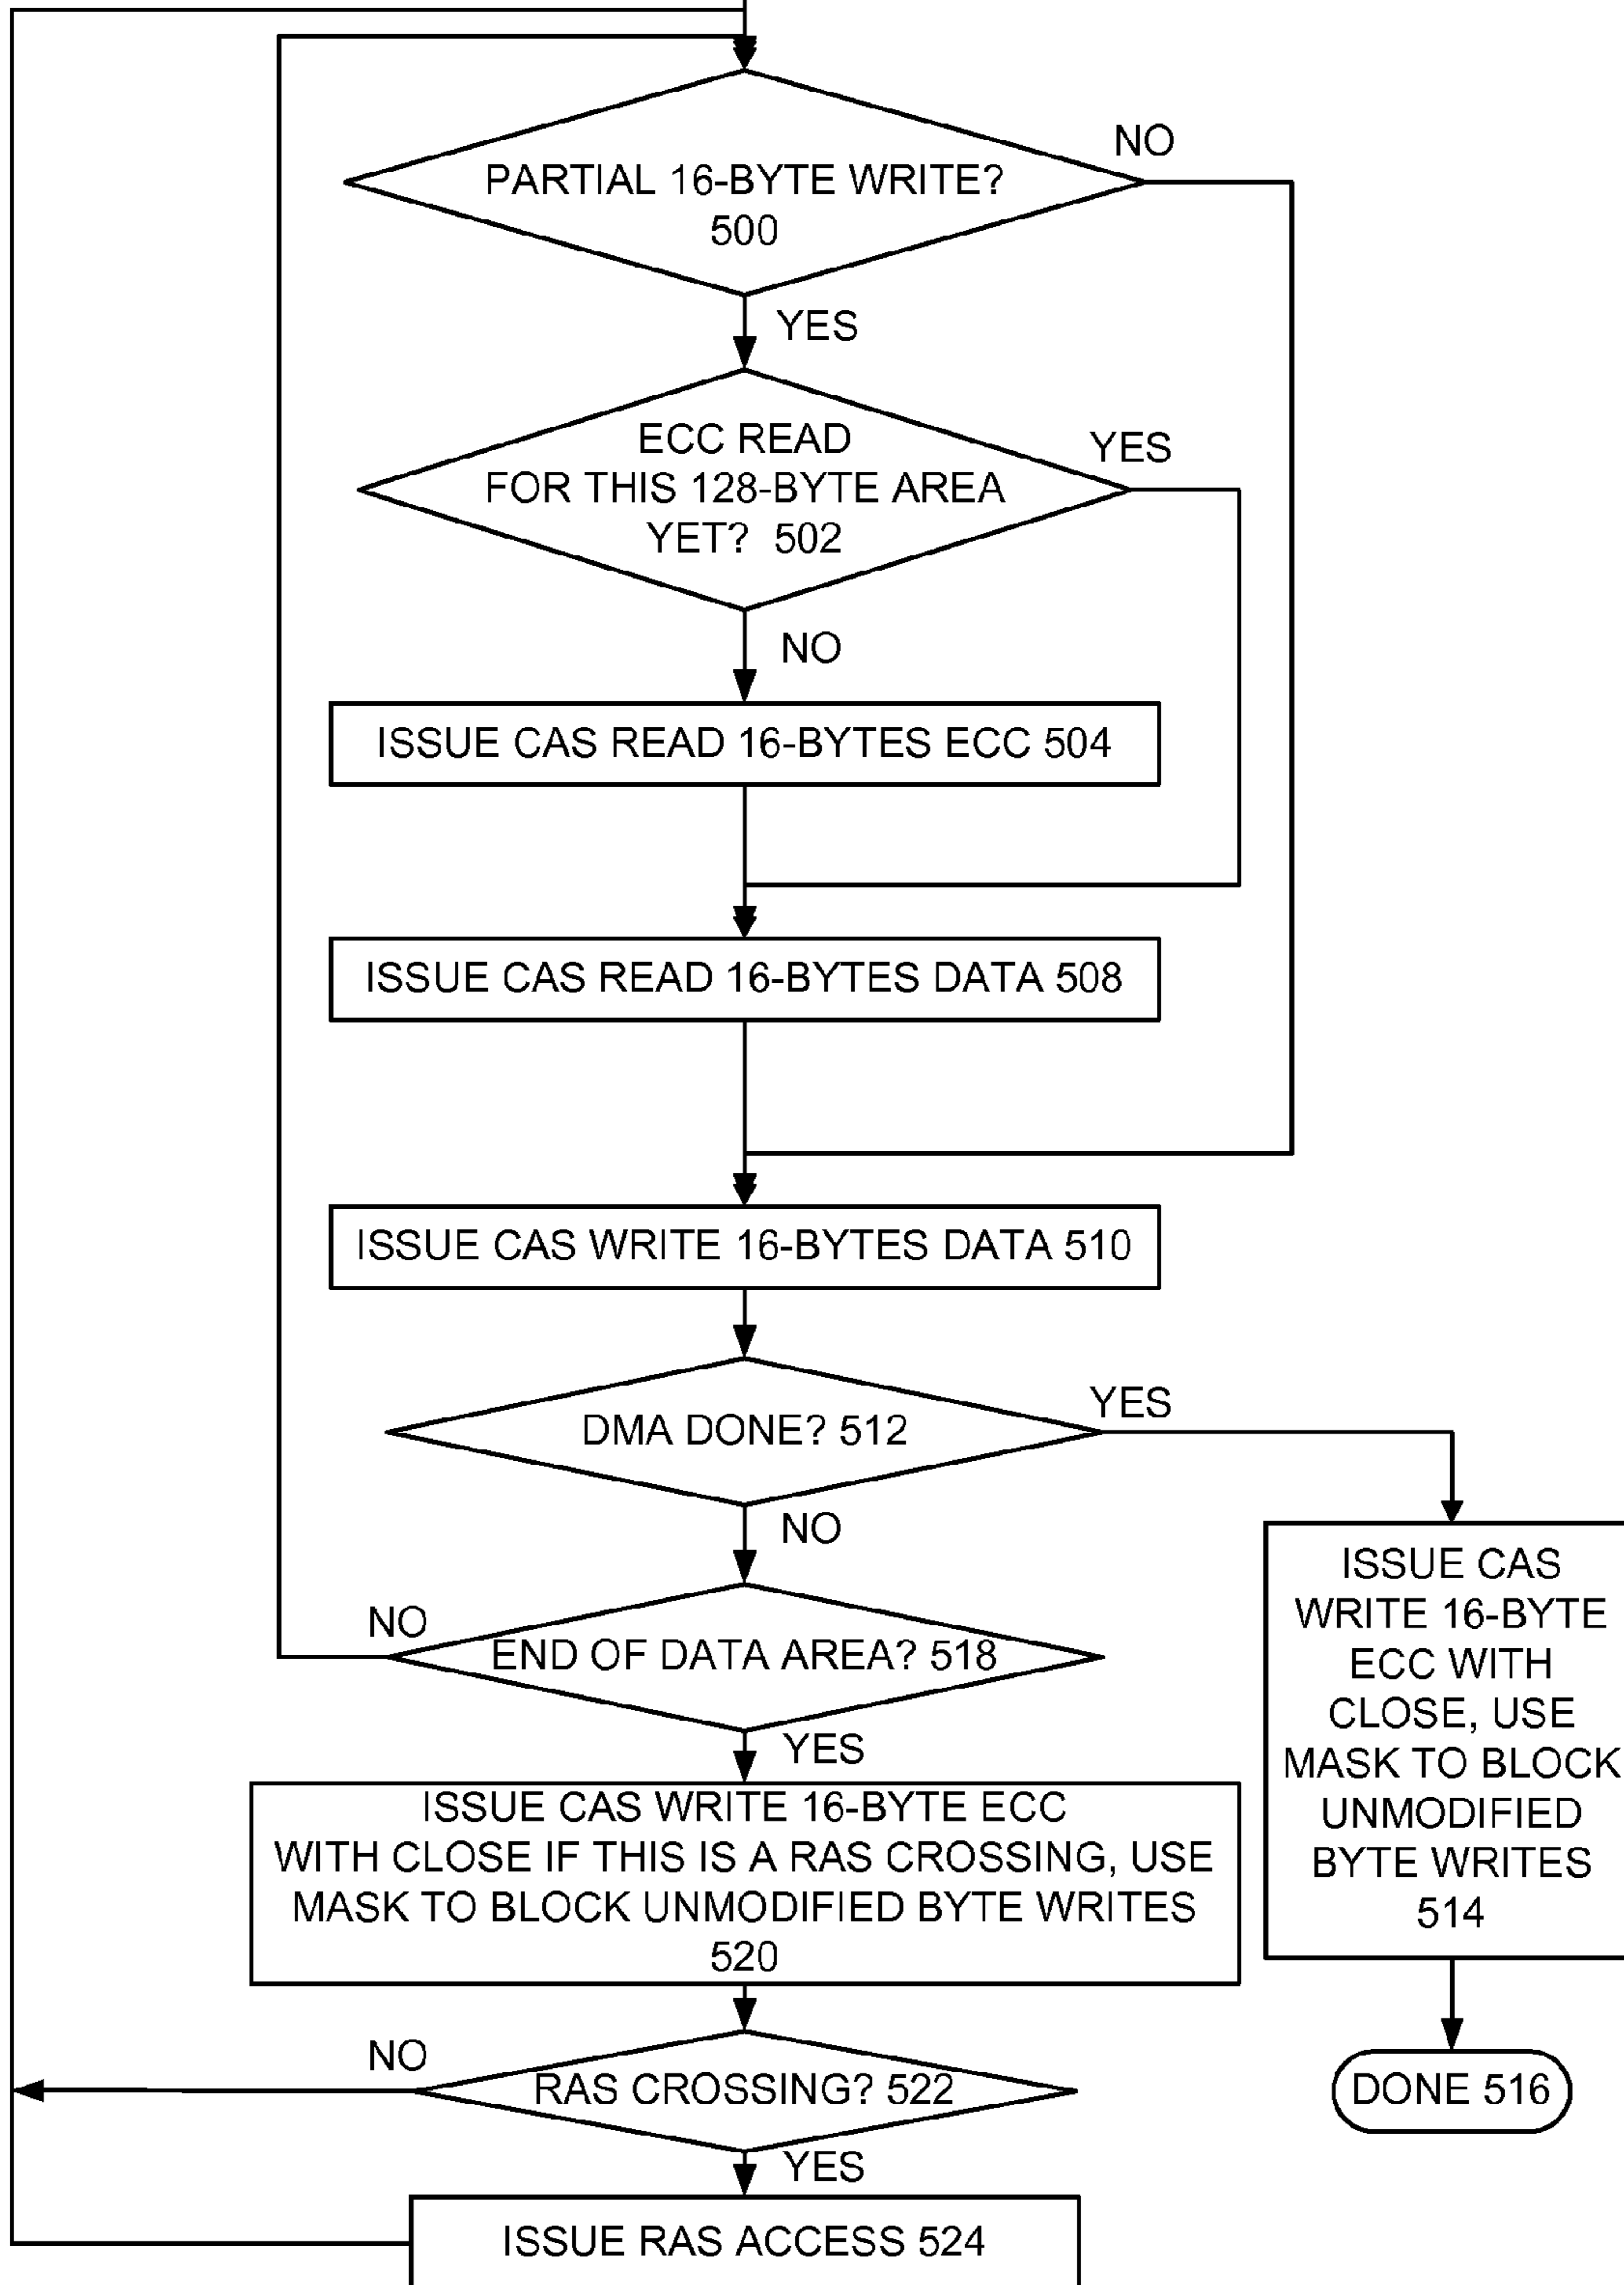 NO
PARTIAL 16-BYTE WRITE?
500
YES
ECC READ
FOR THIS 128-BYTE AREA
YET? 502
YES
NO
ISSUE CAS READ 16-BYTES ECC 504
ISSUE CAS READ 16-BYTES DATA 508
ISSUE CAS WRITE 16-BYTES DATA 510
DMA DONE? 512
YES
NO
ISSUE CAS
WRITE 16-BYTE
ECC WITH
CLOSE, USE
MASK TO BLOCK
UNMODIFIED
BYTE WRITES
514
NO
END OF DATA AREA? 518
YES
ISSUE CAS WRITE 16-BYTE ECC
WITH CLOSE IF THIS IS A RAS CROSSING, USE
MASK TO BLOCK UNMODIFIED BYTE WRITES
520
NO
RAS CROSSING? 522
DONE 516
YES
ISSUE RAS ACCESS 524